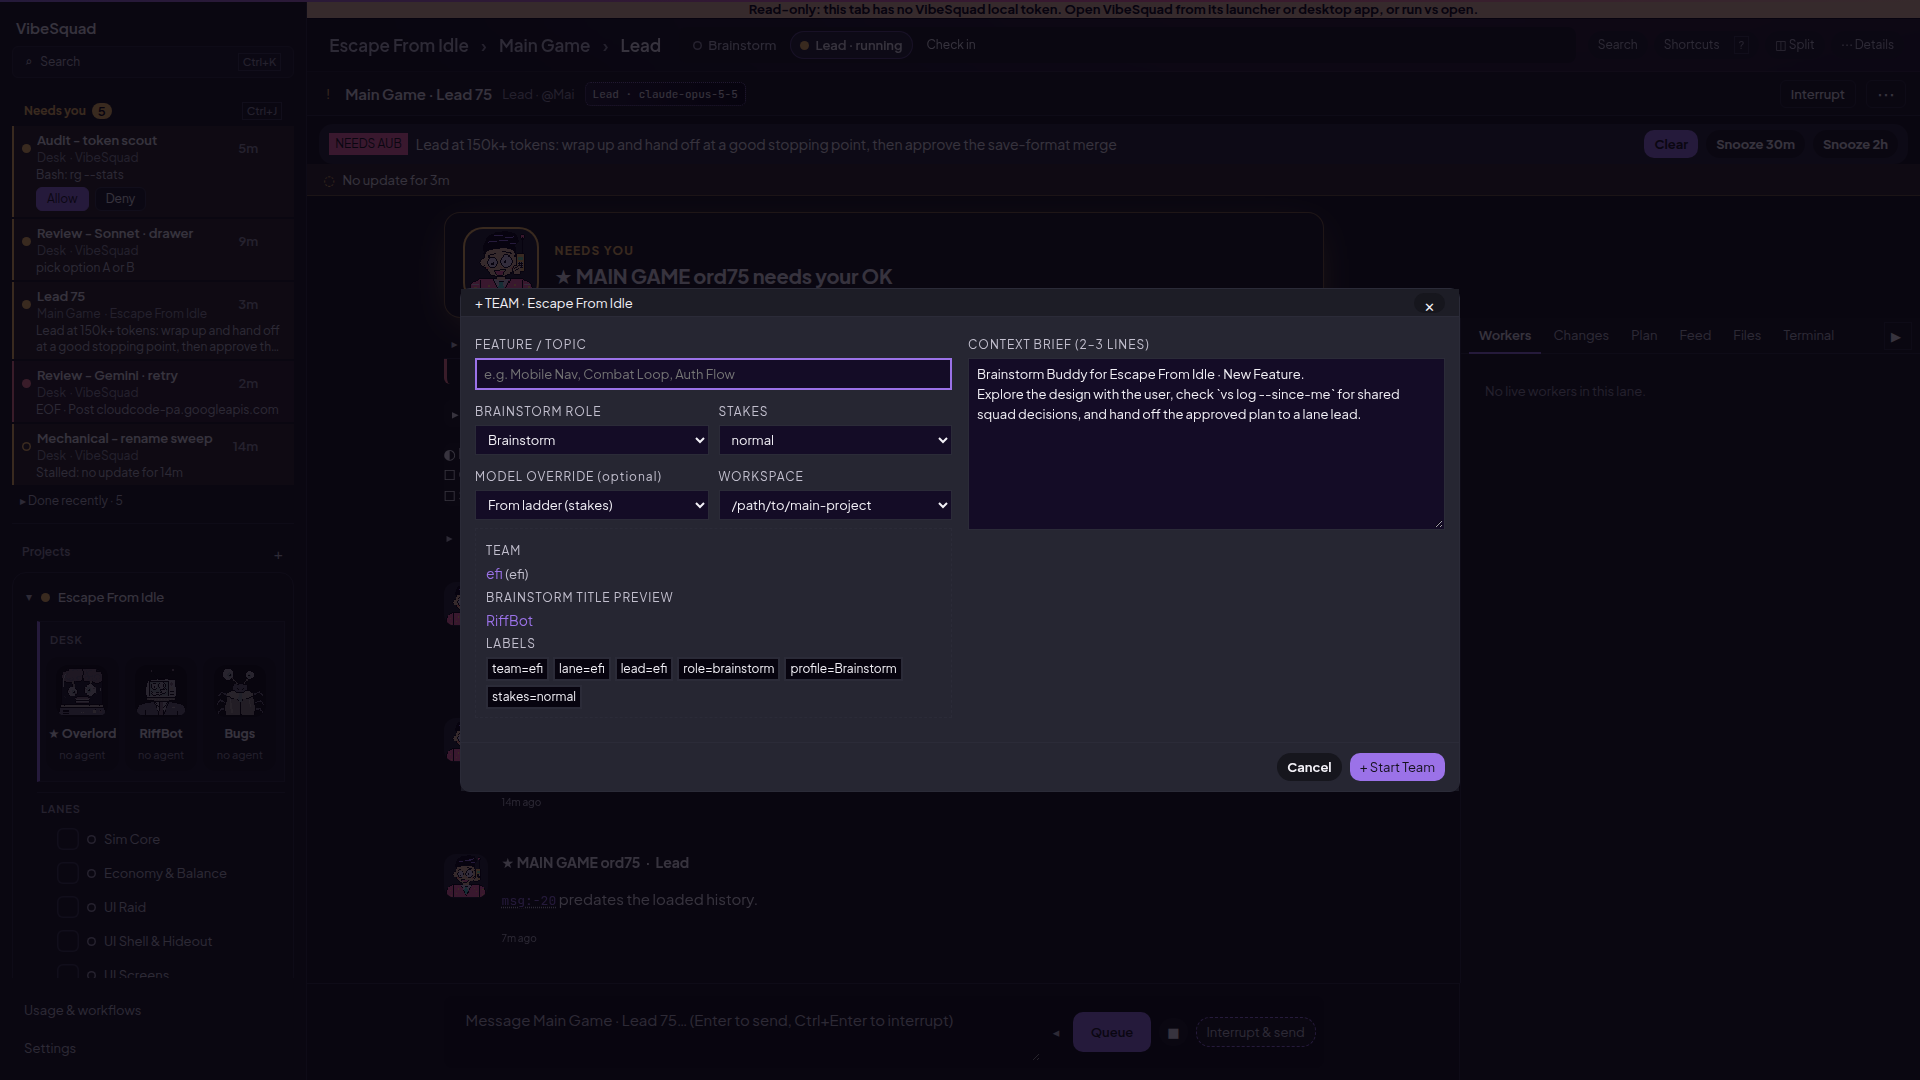 Read-only: this tab has no VibeSquad local token. Open VibeSquad from its launcher or desktop app, or run vs open.
VibeSquad
Search
Ctrl+K
Needs you 5
Ctrl+J
Audit - token scout
5m
Desk · VibeSquad
Bash: rg --stats
Allow
Deny
Review - Sonnet · drawer
9m
Desk · VibeSquad
pick option A or B
Lead 75
3m
Main Game · Escape From Idle
Lead at 150k+ tokens: wrap up and hand off
at a good stopping point, then approve th…
Review - Gemini · retry
2m
Desk · VibeSquad
EOF · Post cloudcode-pa.googleapis.com
Mechanical - rename sweep
14m
Desk · VibeSquad
Stalled: no update for 14m
▸ Done recently · 5
Projects
+
Escape From Idle
DESK
★ Overlord
RiffBot
Bugs
no agent
no agent
no agent
LANES
Sim Core
Economy & Balance
UI Raid
UI Shell & Hideout
UI Screens
Usage & workflows
Settings
Escape From Idle › Main Game › Lead
Brainstorm
Lead · running
Check in
Search
Shortcuts
?
Split
··· Details
! Main Game · Lead 75
Lead · @Mai
Lead · claude-opus-5-5
Interrupt
···
NEEDS AUB
Lead at 150k+ tokens: wrap up and hand off at a good stopping point, then approve the save-format merge
Clear
Snooze 30m
Snooze 2h
No update for 3m
NEEDS YOU
★ MAIN GAME ord75 needs your OK
+ TEAM · Escape From Idle
×
FEATURE / TOPIC
e.g. Mobile Nav, Combat Loop, Auth Flow
BRAINSTORM ROLE
STAKES
Brainstorm
normal
MODEL OVERRIDE (optional)
WORKSPACE
From ladder (stakes)
/path/to/main-project
TEAM
efi (efi)
BRAINSTORM TITLE PREVIEW
RiffBot
LABELS
team=efi
lane=efi
lead=efi
role=brainstorm
profile=Brainstorm
stakes=normal
CONTEXT BRIEF (2–3 LINES)
Brainstorm Buddy for Escape From Idle · New Feature.
Explore the design with the user, check `vs log --since-me` for shared
squad decisions, and hand off the approved plan to a lane lead.
Cancel
+ Start Team
14m ago
★ MAIN GAME ord75 · Lead
msg:-20 predates the loaded history.
7m ago
Message Main Game · Lead 75… (Enter to send, Ctrl+Enter to interrupt)
Queue
Interrupt & send
Workers
Changes
Plan
Feed
Files
Terminal
No live workers in this lane.